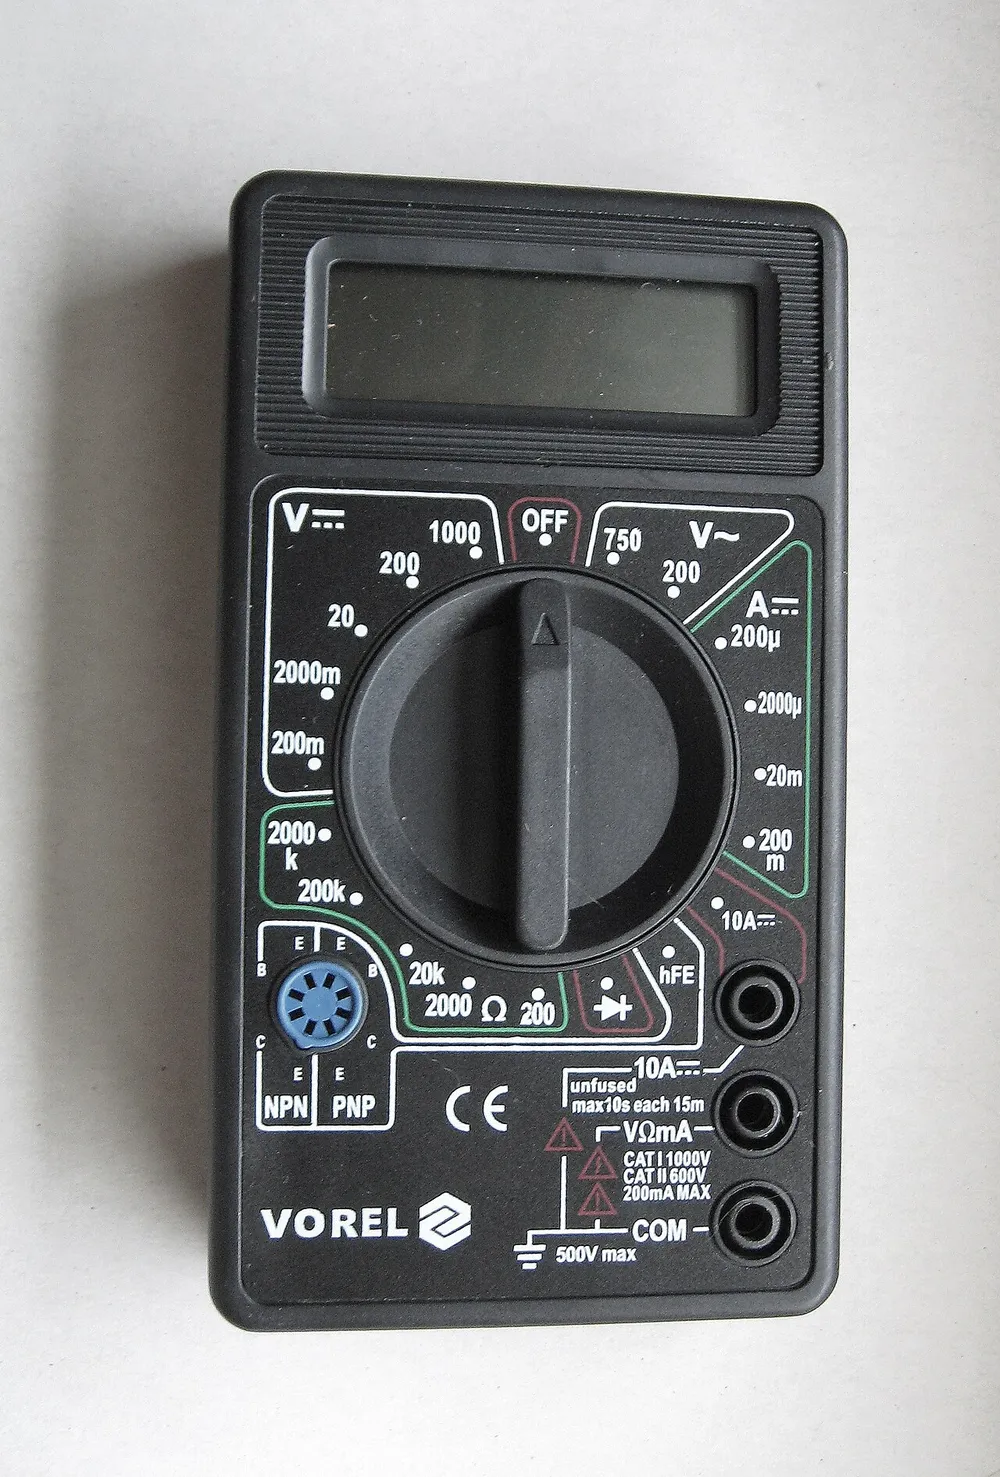 V⎓
1000
OFF
750
V~
200
200
A⎓
20
200µ
2000m
2000µ
200m
20m
2000
k
200
m
200k
10A⎓
20k
hFE
2000
Ω
200
E E
B B
C C
E E
NPN PNP
CE
10A⎓
unfused
max10s each 15m
VΩmA
CAT I 1000V
CAT II 600V
200mA MAX
VOREL
COM
500V max